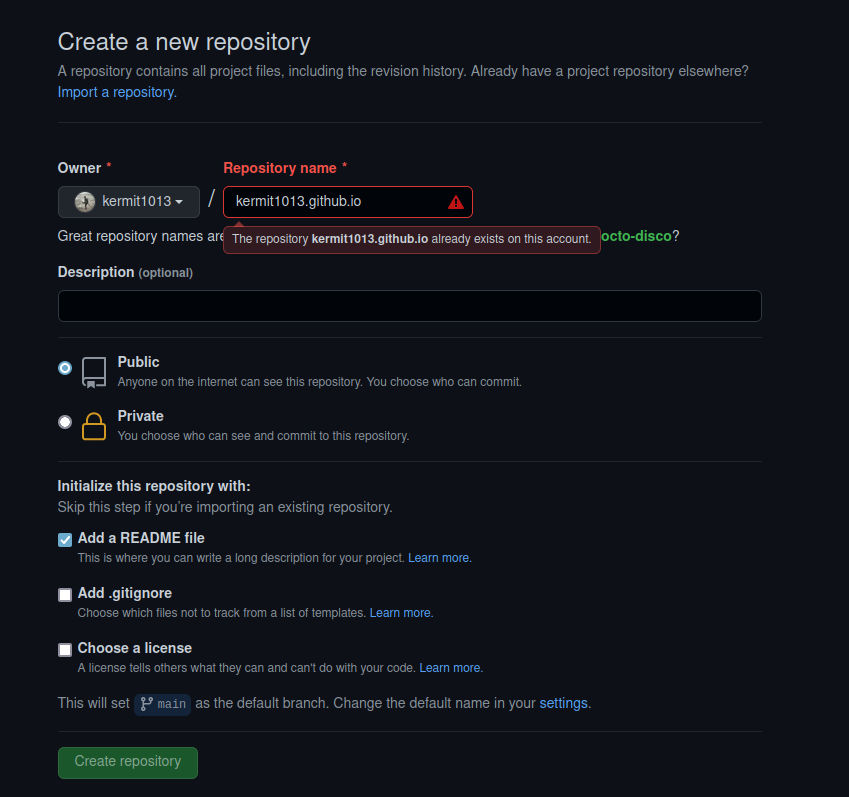 Create a new repository
A repository contains all project files, including the revision history. Already have a project repository elsewhere?
Import a repository.
Owner *
Repository name *
kermit1013 / kermit1013.github.io
Great repository names are
The repository kermit1013.github.io already exists on this account.
octo-disco?
Description (optional)
Public
Anyone on the internet can see this repository. You choose who can commit.
Private
You choose who can see and commit to this repository.
Initialize this repository with:
Skip this step if you’re importing an existing repository.
Add a README file
This is where you can write a long description for your project. Learn more.
Add .gitignore
Choose which files not to track from a list of templates. Learn more.
Choose a license
A license tells others what they can and can't do with your code. Learn more.
This will set main as the default branch. Change the default name in your settings.
Create repository